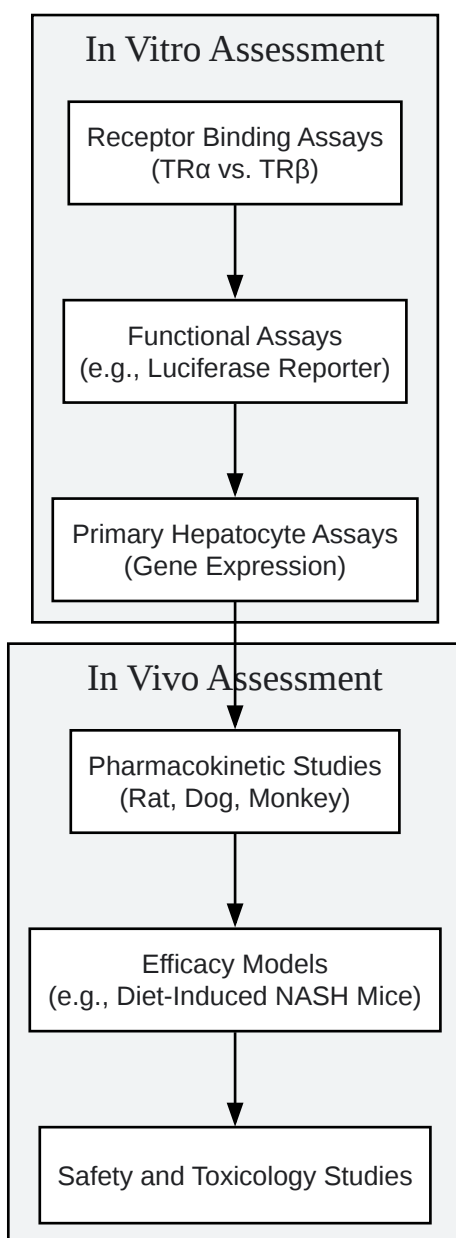 In Vitro Assessment
Receptor Binding Assays
(TRα vs. TRβ)
Functional Assays
(e.g., Luciferase Reporter)
Primary Hepatocyte Assays
(Gene Expression)
In Vivo Assessment
Pharmacokinetic Studies
(Rat, Dog, Monkey)
Efficacy Models
(e.g., Diet-Induced NASH Mice)
Safety and Toxicology Studies